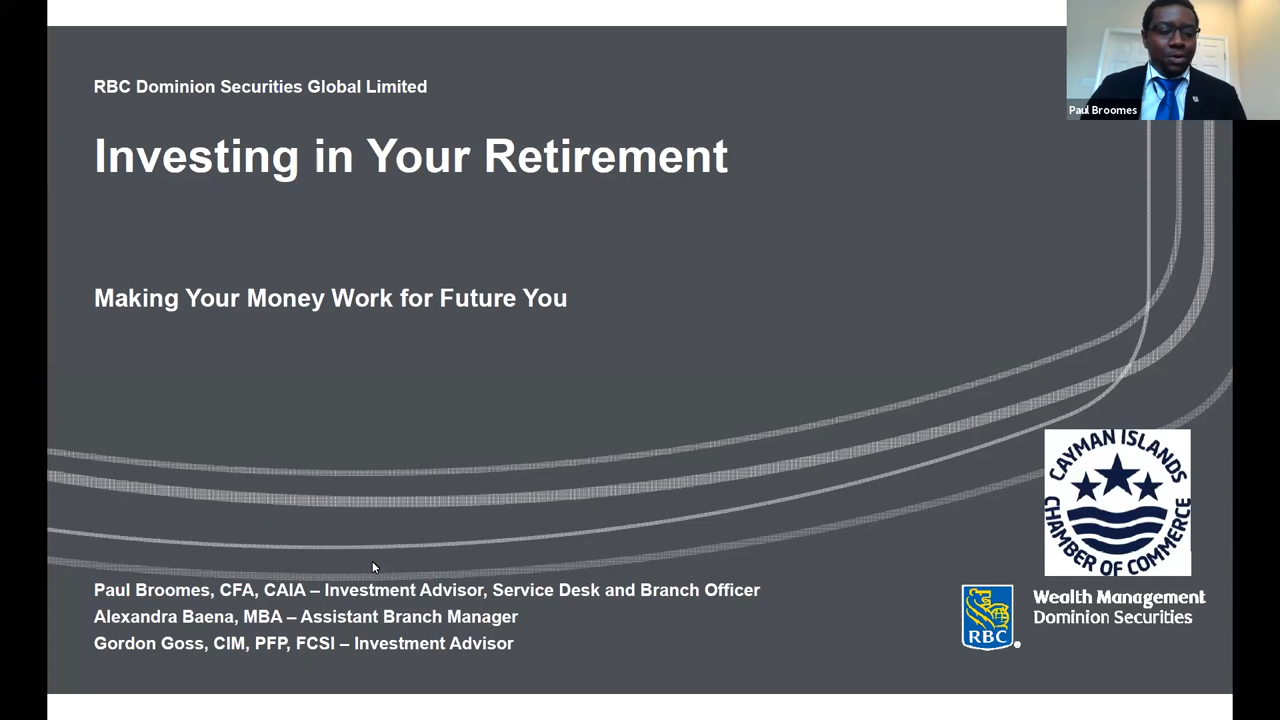 RBC Dominion Securities Global Limited
Paul Broomes
Investing in Your Retirement
Making Your Money Work for Future You
CAYMAN ISLANDS
CHAMBER OF COMMERCE
Paul Broomes, CFA, CAIA – Investment Advisor, Service Desk and Branch Officer
Alexandra Baena, MBA – Assistant Branch Manager
Gordon Goss, CIM, PFP, FCSI – Investment Advisor
RBC
Wealth Management
Dominion Securities